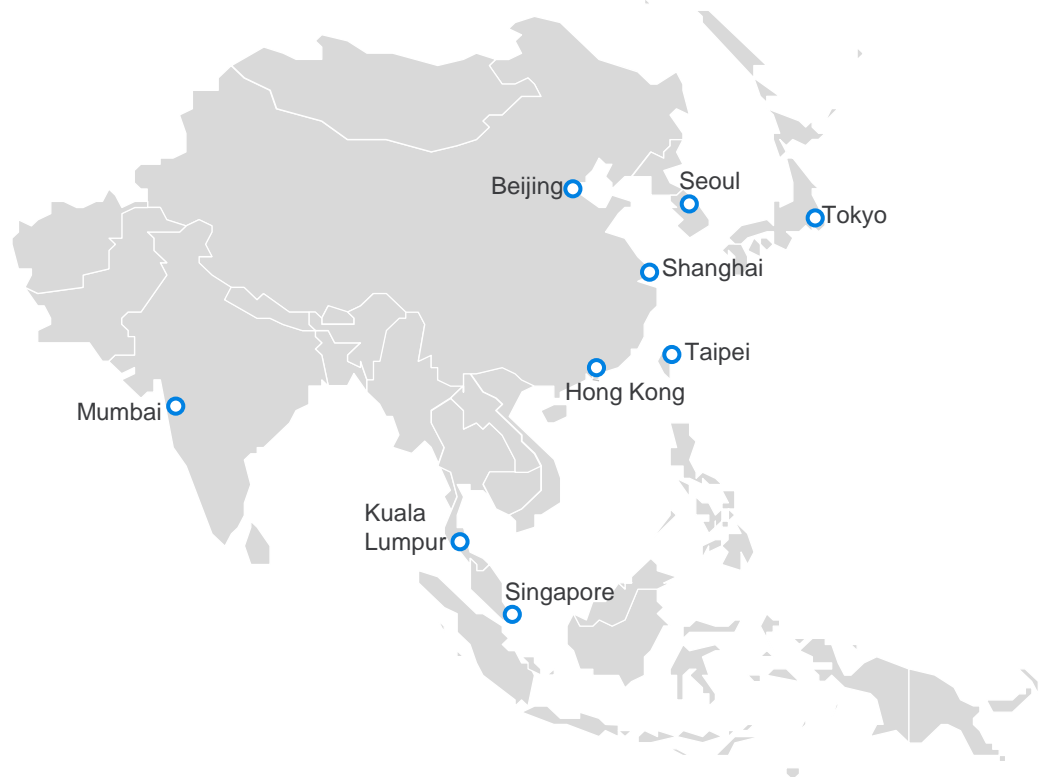 Beijing
Seoul
Tokyo
Shanghai
Taipei
Hong Kong
Mumbai
Kuala
Lumpur
Singapore